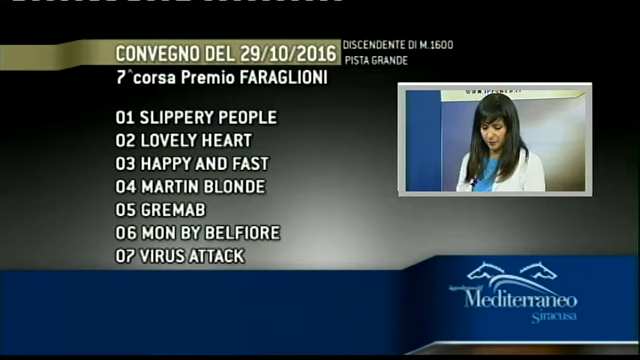 CONVEGNO DEL 29/10/2016
DISCENDENTE DI M.1600
PISTA GRANDE
7^corsa Premio FARAGLIONI
01 SLIPPERY PEOPLE
02 LOVELY HEART
03 HAPPY AND FAST
04 MARTIN BLONDE
05 GREMAB
06 MON BY BELFIORE
07 VIRUS ATTACK
Mediterraneo
Siracusa